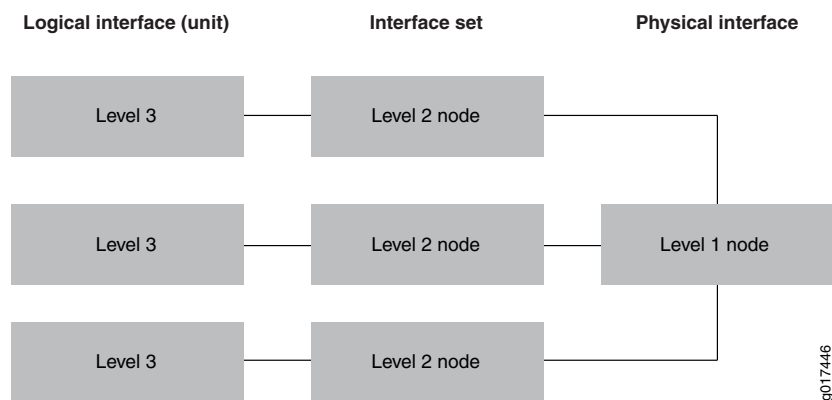 Logical interface (unit) Interface set Physical interface
Level 3 Level 2 node
Level 3 Level 2 node Level 1 node
Level 3 Level 2 node
g017446